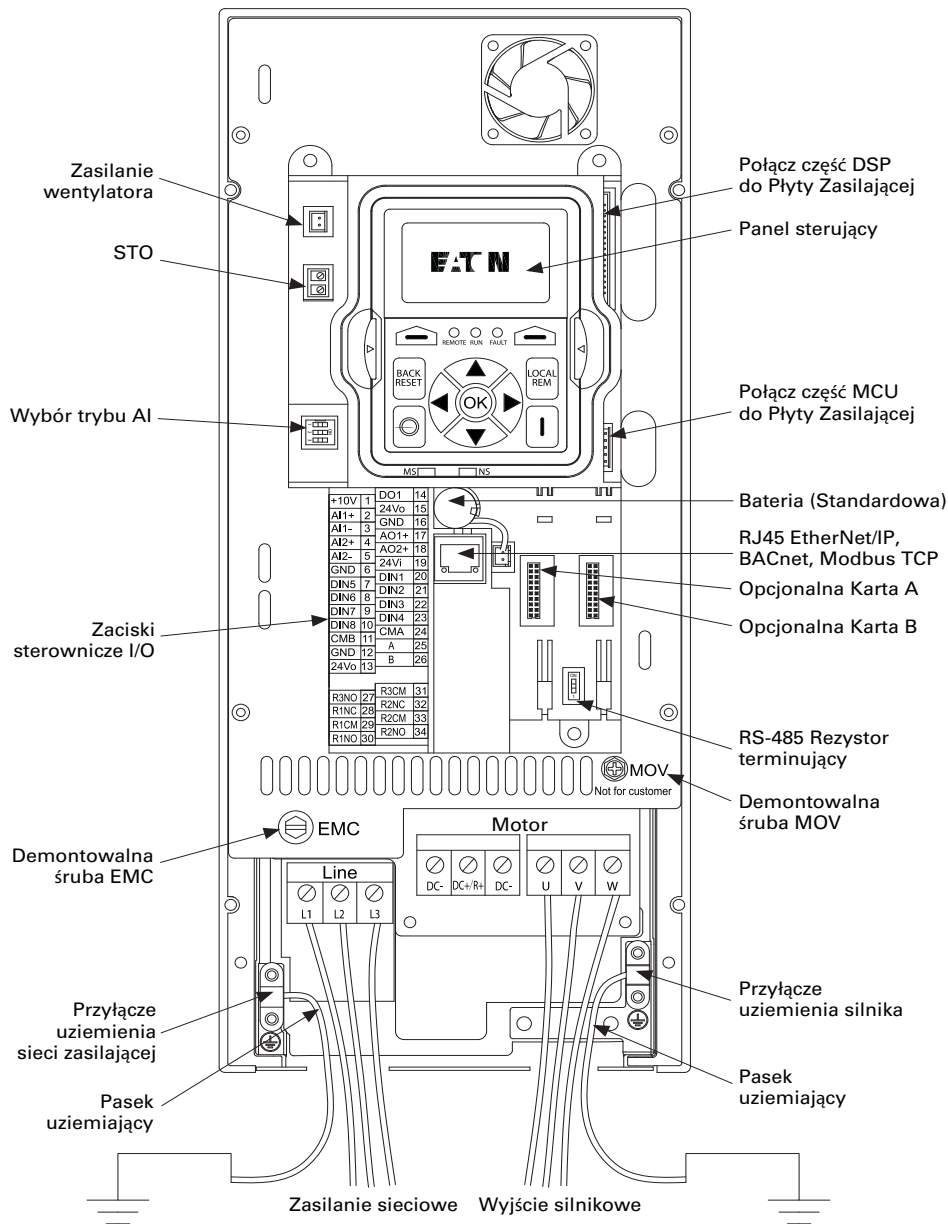 Zasilanie
wentylatora
STO
Wybór trybu AI
Zaciski
sterownicze I/O
Demontowalna
śruba EMC
Przyłącze
uziemienia
sieci zasilającej
Pasek
uziemiający
Połącz część DSP
do Płyty Zasilającej
Panel sterujący
Połącz część MCU
do Płyty Zasilającej
Bateria (Standardowa)
RJ45 EtherNet/IP,
BACnet, Modbus TCP
Opcjonalna Karta A
Opcjonalna Karta B
RS-485 Rezystor
terminujący
Demontowalna
śruba MOV
Przyłącze
uziemienia silnika
Pasek
uziemiający
EATON
REMOTE RUN FAULT
BACK
RESET
LOCAL
REM
OK
MS NS
+10V 1
AI1+ 2
AI1- 3
AI2+ 4
AI2- 5
GND 6
DIN5 7
DIN6 8
DIN7 9
DIN8 10
CMB 11
GND 12
24Vo 13
DO1 14
24Vo 15
GND 16
AO1+ 17
AO2+ 18
24Vi 19
DIN1 20
DIN2 21
DIN3 22
DIN4 23
CMA 24
A 25
B 26
R3NO 27
R1NC 28
R1CM 29
R1NO 30
R3CM 31
R2NC 32
R2CM 33
R2NO 34
MOV
Not for customer
EMC
Motor
Line
L1 L2 L3
DC- DC+/R+ DC- U V W
Zasilanie sieciowe Wyjście silnikowe